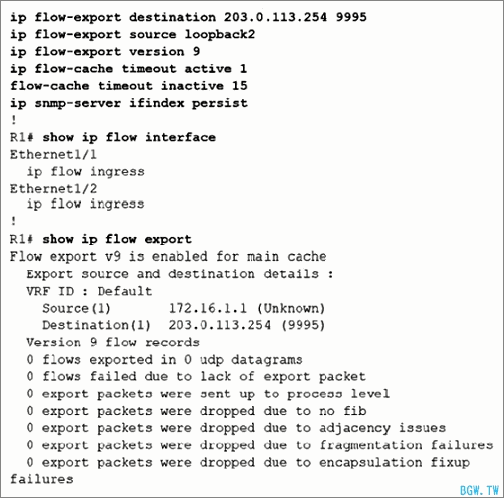 ip flow-export destination 203.0.113.254 9995
ip flow-export source loopback2
ip flow-export version 9
ip flow-cache timeout active 1
flow-cache timeout inactive 15
ip snmp-server ifindex persist
!
R1# show ip flow interface
Ethernet1/1
  ip flow ingress
Ethernet1/2
  ip flow ingress
!
R1# show ip flow export
Flow export v9 is enabled for main cache
  Export source and destination details :
  VRF ID : Default
    Source(1)       172.16.1.1 (Unknown)
    Destination(1)  203.0.113.254 (9995)
  Version 9 flow records
  0 flows exported in 0 udp datagrams
  0 flows failed due to lack of export packet
  0 export packets were sent up to process level
  0 export packets were dropped due to no fib
  0 export packets were dropped due to adjacency issues
  0 export packets were dropped due to fragmentation failures
  0 export packets were dropped due to encapsulation fixup
failures
BGW.TW